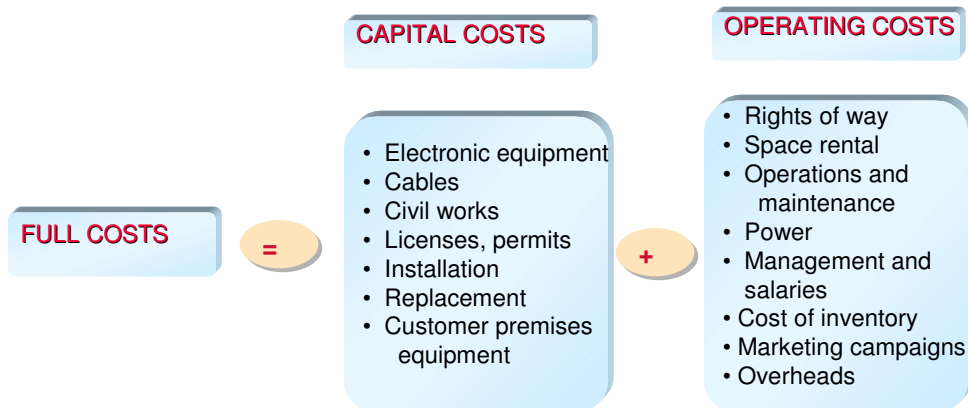 CAPITAL COSTS
OPERATING COSTS
FULL COSTS
=
• Electronic equipment
• Cables
• Civil works
• Licenses, permits
• Installation
• Replacement
• Customer premises
equipment
+
• Rights of way
• Space rental
• Operations and
maintenance
• Power
• Management and
salaries
• Cost of inventory
• Marketing campaigns
• Overheads